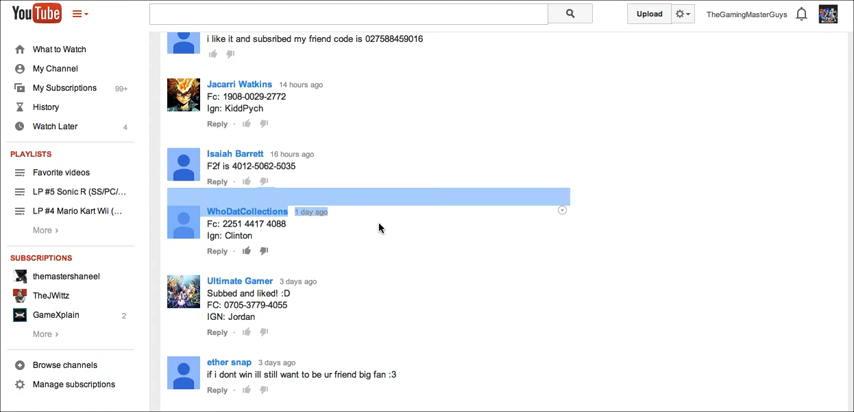 YouTube
Upload
TheGamingMasterGuys
What to Watch
My Channel
My Subscriptions 99+
History
Watch Later 4
PLAYLISTS
Favorite videos
LP #5 Sonic R (SS/PC/...
LP #4 Mario Kart Wii (...
More ›
SUBSCRIPTIONS
themastershaneel
TheJWittz
GameXplain 2
More ›
Browse channels
Manage subscriptions
i like it and subsribed my friend code is 027588459016
Jacarri Watkins 14 hours ago
Fc: 1908-0029-2772
Ign: KiddPych
Reply ·
Isaiah Barrett 16 hours ago
F2f is 4012-5062-5035
Reply ·
WhoDatCollections 1 day ago
Fc: 2251 4417 4088
Ign: Clinton
Reply ·
Ultimate Gamer 3 days ago
Subbed and liked! :D
FC: 0705-3779-4055
IGN: Jordan
Reply ·
ether snap 3 days ago
if i dont win ill still want to be ur friend big fan :3
Reply ·